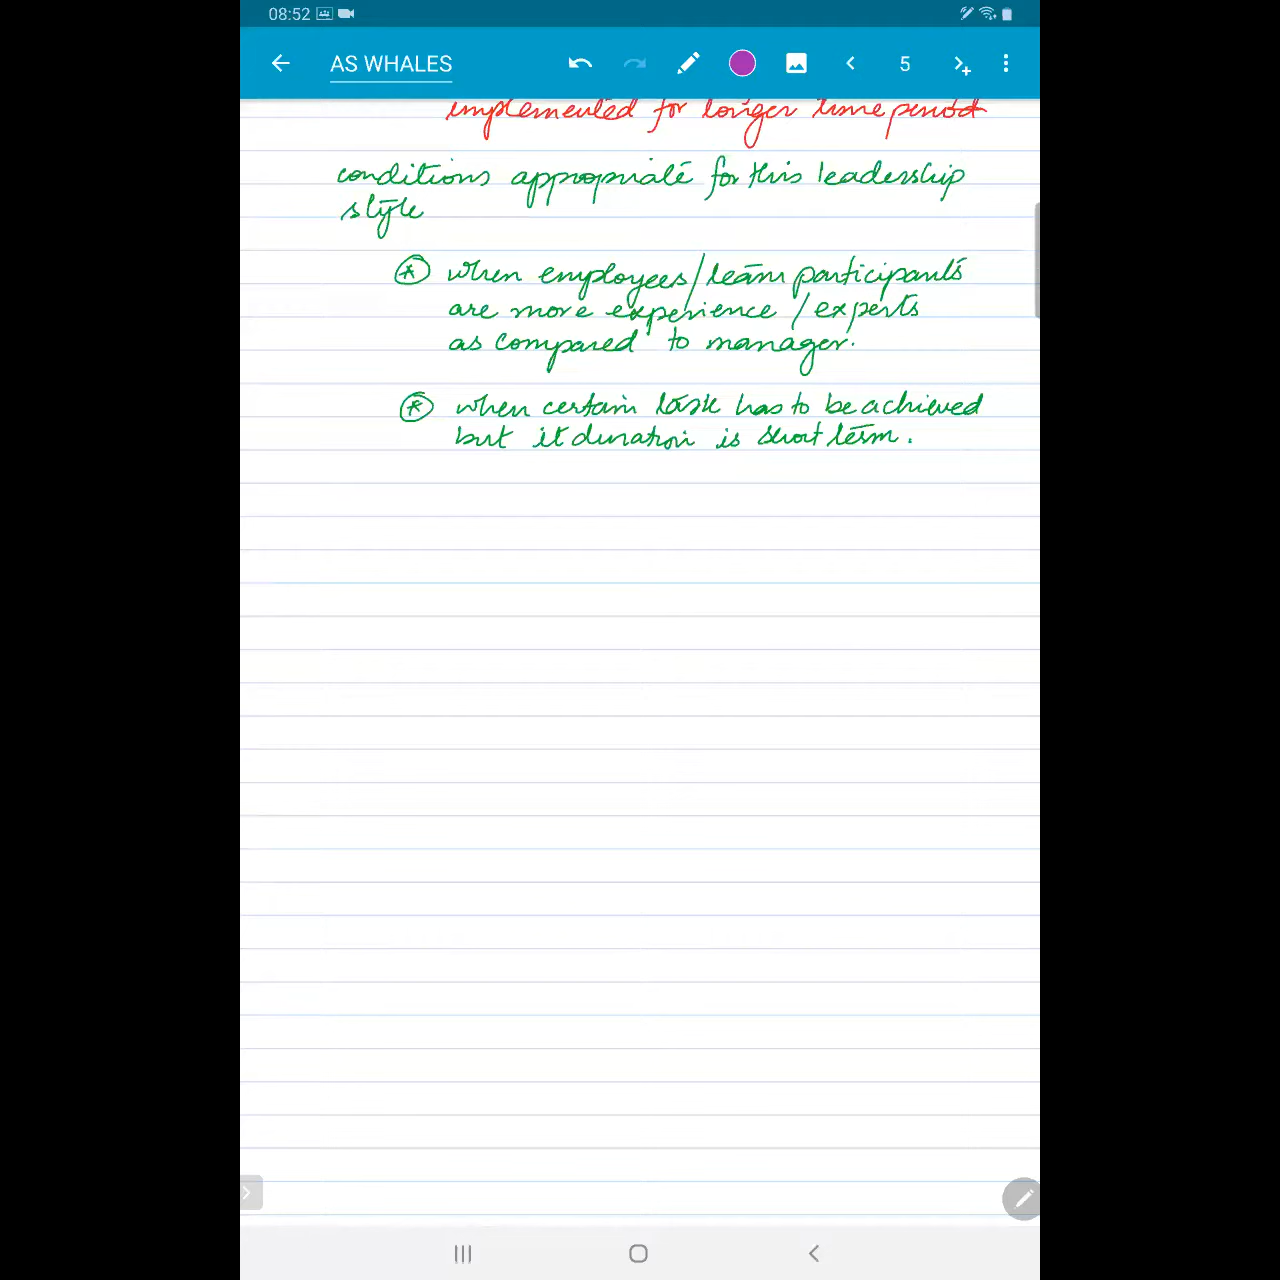 08:52
AS WHALES
5
implemented for longer time period
conditions appropriate for this leadership
style
when employees/team participants
are more experience / experts
as compared to manager.
when certain task has to be achieved
but it duration is short term.